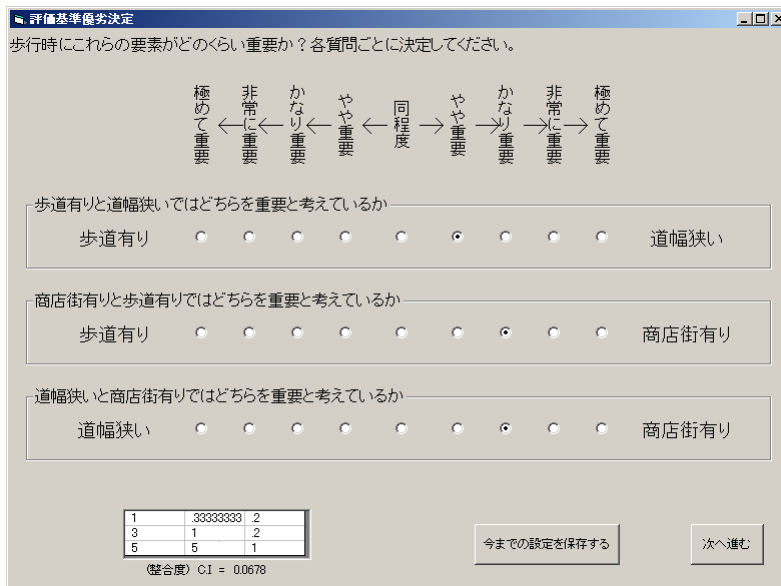 評価基準優劣決定
歩行時にこれらの要素がどのくらい重要か？各質問ごとに決定してください。
極めて重要 ← 非常に重要 ← かなり重要 ← やや重要 ← 同程度 → やや重要 → かなり重要 → 非常に重要 → 極めて重要
歩道有りと道幅狭いではどちらを重要と考えているか
歩道有り 道幅狭い
商店街有りと歩道有りではどちらを重要と考えているか
歩道有り 商店街有り
道幅狭いと商店街有りではどちらを重要と考えているか
道幅狭い 商店街有り
1 .33333333 .2
3 1 .2
5 5 1
(整合度) C.I = 0.0678
今までの設定を保存する 次へ進む